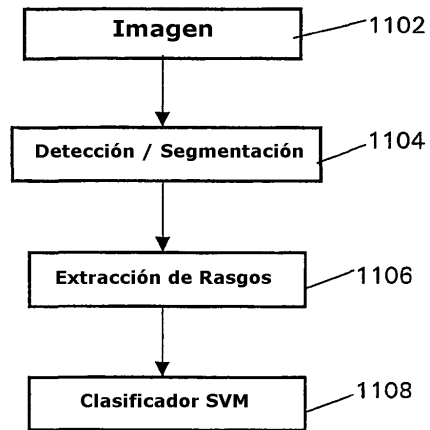 Imagen
1102
Detección / Segmentación
1104
Extracción de Rasgos
1106
Clasificador SVM
1108